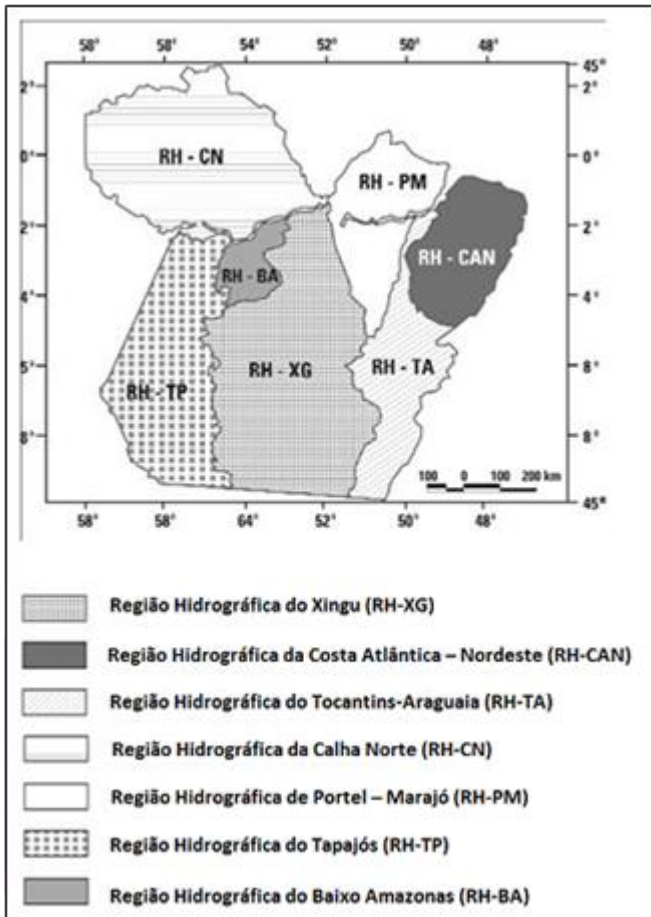 58° 56° 54° 52° 50° 48°
45°
2° 2°
0° 0°
2° 2°
4° 4°
5° 8°
8° 8°
45°
RH - CN
RH - PM
RH - CAN
RH - BA
RH - XG
RH - TA
RH - TP
100 0 100 200 km
58° 58° 64° 52° 50° 48°
Região Hidrográfica do Xingu (RH-XG)
Região Hidrográfica da Costa Atlântica – Nordeste (RH-CAN)
Região Hidrográfica do Tocantins-Araguaia (RH-TA)
Região Hidrográfica da Calha Norte (RH-CN)
Região Hidrográfica de Portel – Marajó (RH-PM)
Região Hidrográfica do Tapajós (RH-TP)
Região Hidrográfica do Baixo Amazonas (RH-BA)